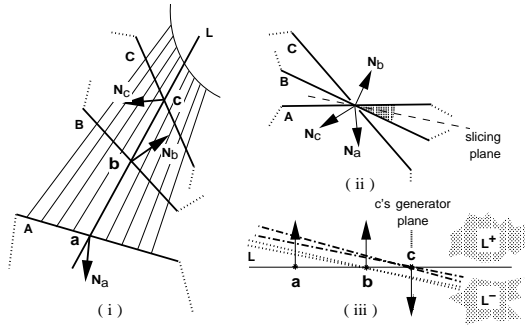 L
C
N_c
c
B
b
N_b
A
a
N_a
( i )
C
B
A
N_b
N_c
N_a
slicing
plane
( ii )
c's generator
plane
L
a
b
c
L⁺
L⁻
( iii )